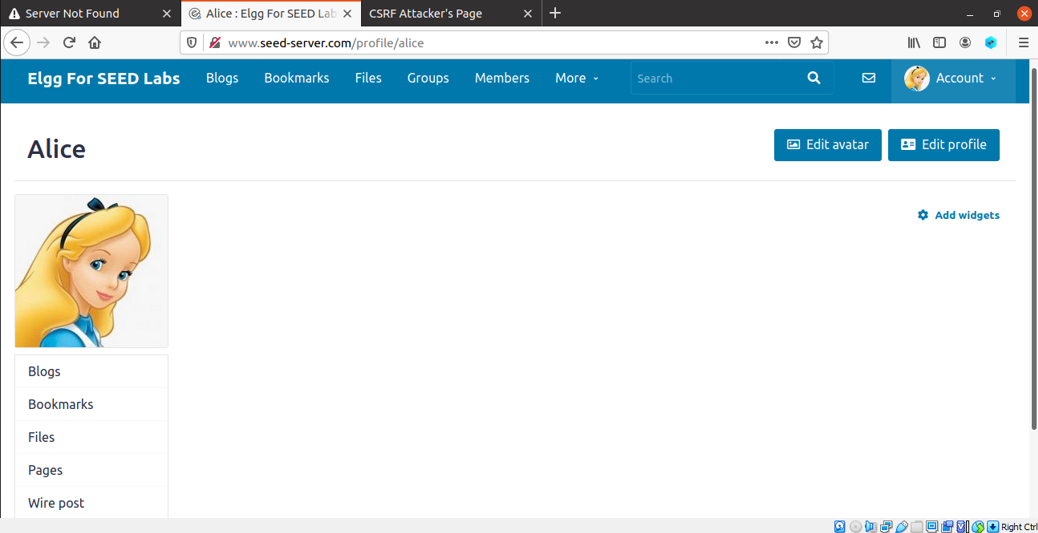 Server Not Found
Alice : Elgg For SEED Lab
CSRF Attacker's Page
www.seed-server.com/profile/alice
Elgg For SEED Labs Blogs Bookmarks Files Groups Members More Search Account
Alice
Edit avatar Edit profile
Add widgets
Blogs
Bookmarks
Files
Pages
Wire post
Right Ctrl